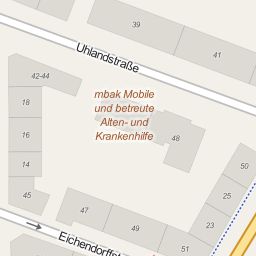 39
41
Uhlandstraße
42-44
mbak Mobile
und betreute
Alten- und
Krankenhilfe
18
16
14
48
50
45
25
23
47
49
51